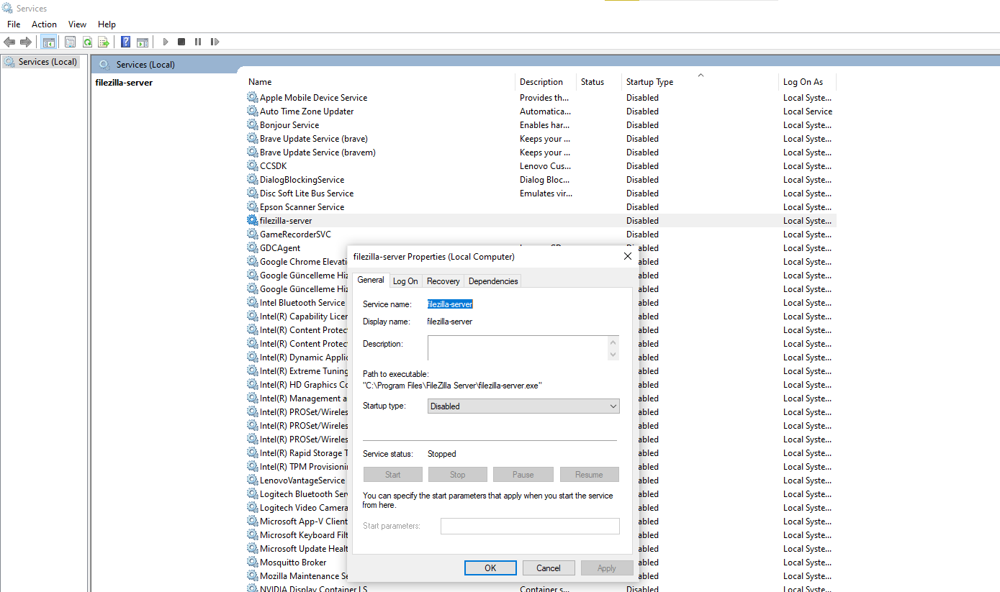 Services
File Action View Help
Services (Local)
Services (Local)
filezilla-server
Name Description Status Startup Type Log On As
Apple Mobile Device Service Provides th... Disabled Local Syste...
Auto Time Zone Updater Automatica... Disabled Local Service
Bonjour Service Enables har... Disabled Local Syste...
Brave Update Service (brave) Keeps your ... Disabled Local Syste...
Brave Update Service (bravem) Keeps your ... Disabled Local Syste...
CCSDK Lenovo Cus... Disabled Local Syste...
DialogBlockingService Dialog Bloc... Disabled Local Syste...
Disc Soft Lite Bus Service Emulates vir... Disabled Local Syste...
Epson Scanner Service Disabled Local Syste...
filezilla-server Disabled Local Syste...
GameRecorderSVC Disabled Local Syste...
GDCAgent Disabled Local Syste...
Google Chrome Elevati abled Local Syste...
Google Güncelleme Hiz abled Local Syste...
Google Güncelleme Hiz abled Local Syste...
Intel Bluetooth Service abled Local Syste...
Intel(R) Capability Licer abled Local Syste...
Intel(R) Content Protec abled Local Syste...
Intel(R) Content Protec abled Local Syste...
Intel(R) Dynamic Applic abled Local Syste...
Intel(R) Extreme Tuning abled Local Syste...
Intel(R) HD Graphics Co abled Local Syste...
Intel(R) Management a abled Local Syste...
Intel(R) PROSet/Wireles abled Local Syste...
Intel(R) PROSet/Wireles abled Local Syste...
Intel(R) PROSet/Wireles abled Local Syste...
Intel(R) Rapid Storage T abled Local Syste...
Intel(R) TPM Provisionin abled Local Syste...
LenovoVantageService abled Local Syste...
Logitech Bluetooth Serv abled Local Syste...
Logitech Video Camera abled Local Syste...
Microsoft App-V Client abled Local Syste...
Microsoft Keyboard Filt abled Local Syste...
Microsoft Update Healt abled Local Syste...
Mosquitto Broker abled Local Syste...
Mozilla Maintenance Se abled Local Syste...
NVIDIA Display Container LS Container s... Disabled Local Syste...
filezilla-server Properties (Local Computer)
General Log On Recovery Dependencies
Service name: filezilla-server
Display name: filezilla-server
Description:
Path to executable:
"C:\Program Files\FileZilla Server\filezilla-server.exe"
Startup type: Disabled
Service status: Stopped
Start Stop Pause Resume
You can specify the start parameters that apply when you start the service
from here.
Start parameters:
OK Cancel Apply